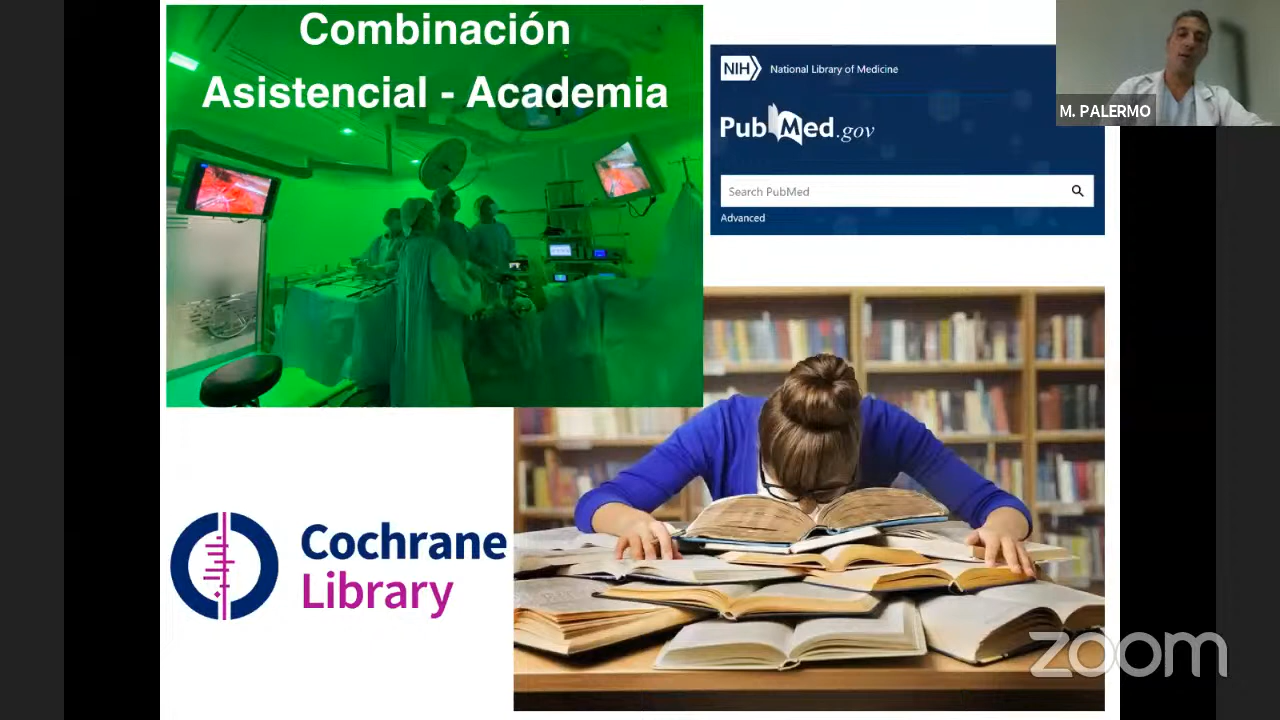 Combinación
Asistencial - Academia
NIH
National Library of Medicine
PubMed.gov
Search PubMed
Advanced
M. PALERMO
Cochrane
Library
zoom